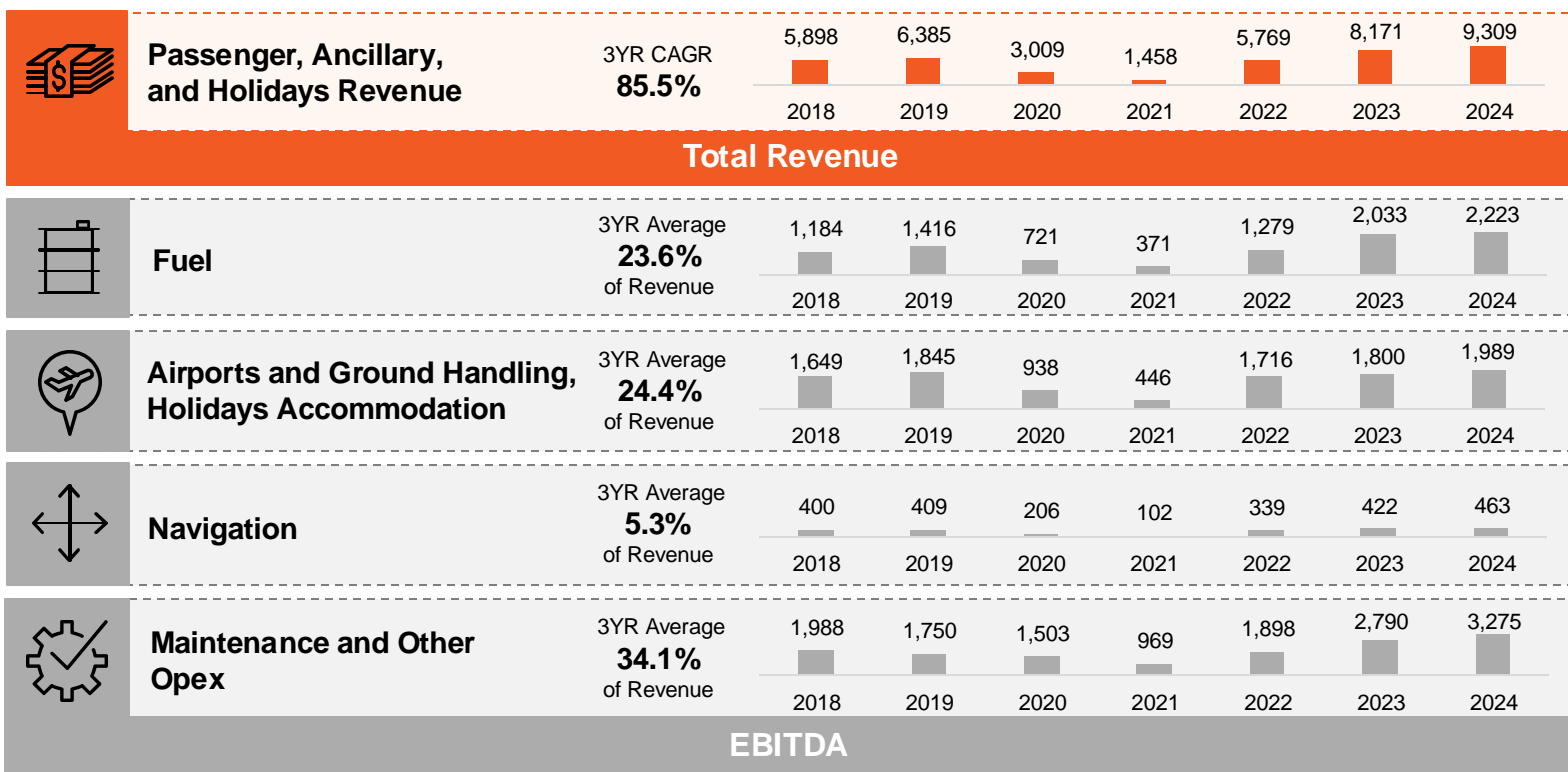 Passenger, Ancillary,
and Holidays Revenue
3YR CAGR
85.5%
5,898 6,385 3,009 1,458 5,769 8,171 9,309
2018 2019 2020 2021 2022 2023 2024
Total Revenue
Fuel
3YR Average
23.6%
of Revenue
1,184 1,416 721 371 1,279 2,033 2,223
2018 2019 2020 2021 2022 2023 2024
Airports and Ground Handling,
Holidays Accommodation
3YR Average
24.4%
of Revenue
1,649 1,845 938 446 1,716 1,800 1,989
2018 2019 2020 2021 2022 2023 2024
Navigation
3YR Average
5.3%
of Revenue
400 409 206 102 339 422 463
2018 2019 2020 2021 2022 2023 2024
Maintenance and Other
Opex
3YR Average
34.1%
of Revenue
1,988 1,750 1,503 969 1,898 2,790 3,275
2018 2019 2020 2021 2022 2023 2024
EBITDA